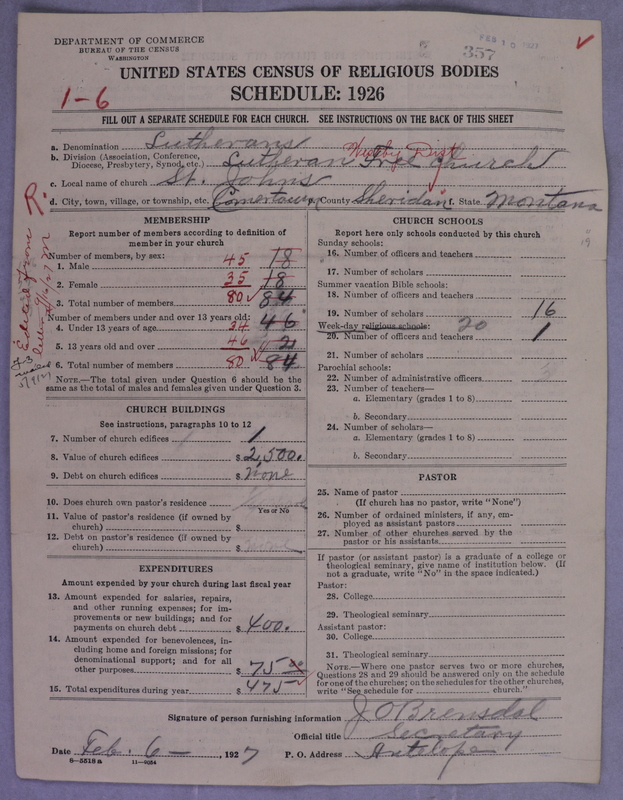 DEPARTMENT OF COMMERCE
BUREAU OF THE CENSUS
WASHINGTON
FEB 10 1927
357
UNITED STATES CENSUS OF RELIGIOUS BODIES
SCHEDULE: 1926
1-6
FILL OUT A SEPARATE SCHEDULE FOR EACH CHURCH. SEE INSTRUCTIONS ON THE BACK OF THIS SHEET
a. Denomination Lutherans
b. Division (Association, Conference, Diocese, Presbytery, Synod, etc.) Lutheran Free Church
c. Local name of church St. Johns
d. City, town, village, or township, etc. Comertown e. County Sheridan f. State Montana
MEMBERSHIP
Report number of members according to definition of member in your church
Number of members, by sex:
1. Male 45 18
2. Female 35 18
3. Total number of members 80 84
Number of members under and over 13 years old:
4. Under 13 years of age 34 46
5. 13 years old and over 46 2
6. Total number of members 80 84
NOTE.—The total given under Question 6 should be the same as the total of males and females given under Question 3.
CHURCH BUILDINGS
See instructions, paragraphs 10 to 12
7. Number of church edifices 1
8. Value of church edifices $2,500.
9. Debt on church edifices $None
10. Does church own pastor's residence
Yes or No
11. Value of pastor's residence (if owned by church) $
12. Debt on pastor's residence (if owned by church) $
EXPENDITURES
Amount expended by your church during last fiscal year
13. Amount expended for salaries, repairs, and other running expenses; for improvements or new buildings; and for payments on church debt $400.
14. Amount expended for benevolences, including home and foreign missions; for denominational support; and for all other purposes $75 00
15. Total expenditures during year $475
CHURCH SCHOOLS
Report here only schools conducted by this church
Sunday schools:
16. Number of officers and teachers
17. Number of scholars
Summer vacation Bible schools:
18. Number of officers and teachers
19. Number of scholars 16
Week-day religious schools: 20
20. Number of officers and teachers 1
21. Number of scholars
Parochial schools:
22. Number of administrative officers
23. Number of teachers—
a. Elementary (grades 1 to 8)
b. Secondary
24. Number of scholars—
a. Elementary (grades 1 to 8)
b. Secondary
PASTOR
25. Name of pastor
(If church has no pastor, write "None")
26. Number of ordained ministers, if any, employed as assistant pastors
27. Number of other churches served by the pastor or his assistants
If pastor (or assistant pastor) is a graduate of a college or theological seminary, give name of institution below. (If not a graduate, write "No" in the space indicated.)
Pastor:
28. College
29. Theological seminary
Assistant pastor:
30. College
31. Theological seminary
NOTE.—Where one pastor serves two or more churches, Questions 28 and 29 should be answered only on the schedule for one of the churches; on the schedules for the other churches, write "See schedule for church."
Signature of person furnishing information J O Brensdal
Official title Secretary
Date Feb. 6 —, 1927 P. O. Address Antelope
8—5518 a 11—9054